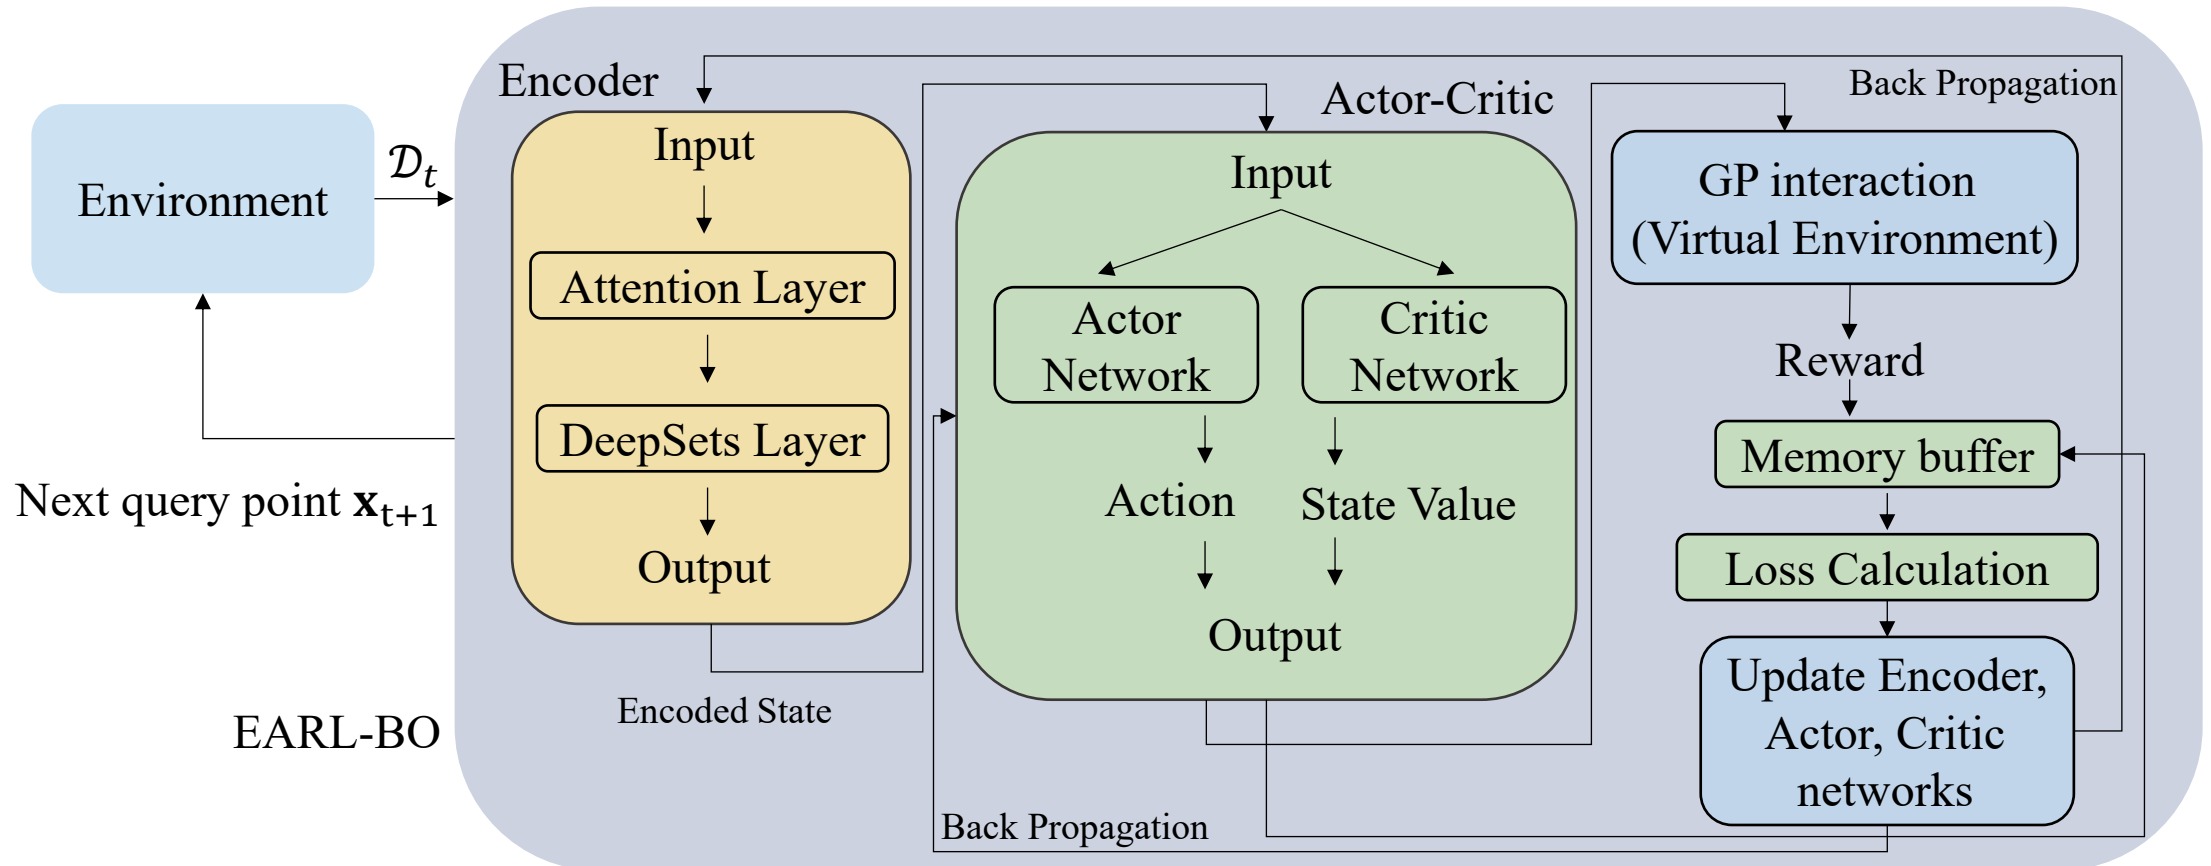 Environment
𝒟t
Next query point xt+1
EARL-BO
Encoder
Input
Attention Layer
DeepSets Layer
Output
Encoded State
Actor-Critic
Input
Actor
Network
Critic
Network
Action
State Value
Output
Back Propagation
Back Propagation
GP interaction
(Virtual Environment)
Reward
Memory buffer
Loss Calculation
Update Encoder,
Actor, Critic
networks